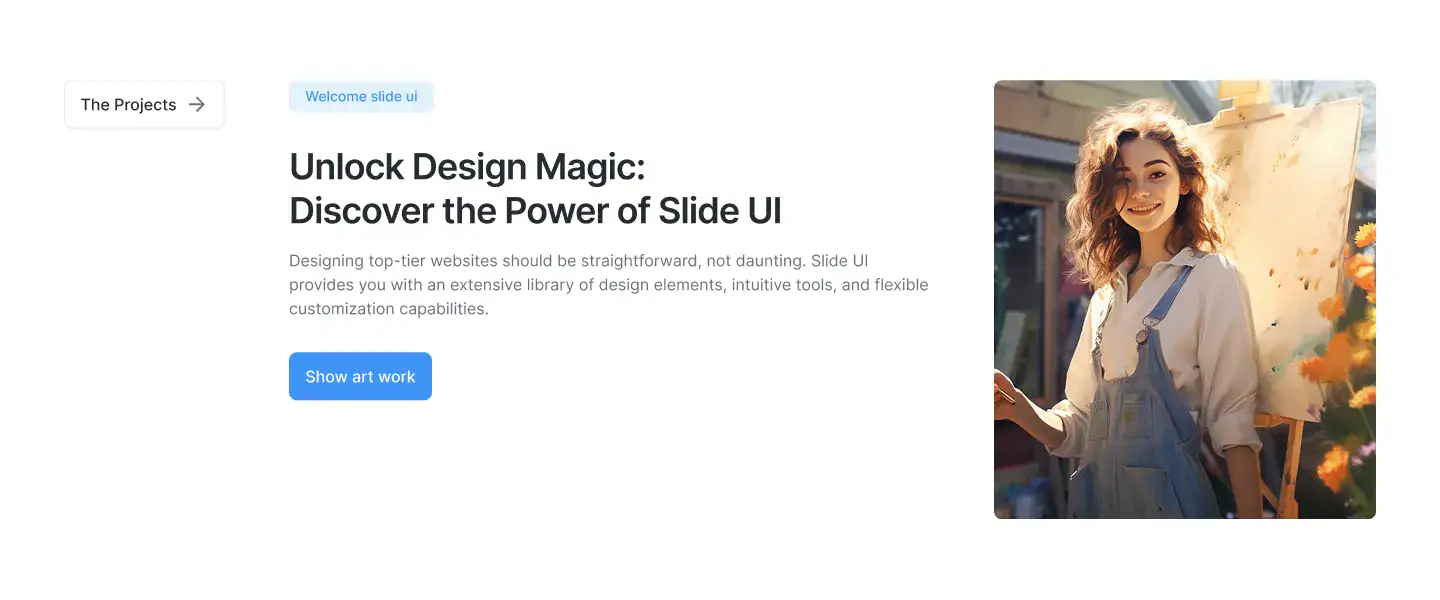 The Projects
Welcome slide ui
Unlock Design Magic:
Discover the Power of Slide UI
Designing top-tier websites should be straightforward, not daunting. Slide UI
provides you with an extensive library of design elements, intuitive tools, and flexible
customization capabilities.
Show art work